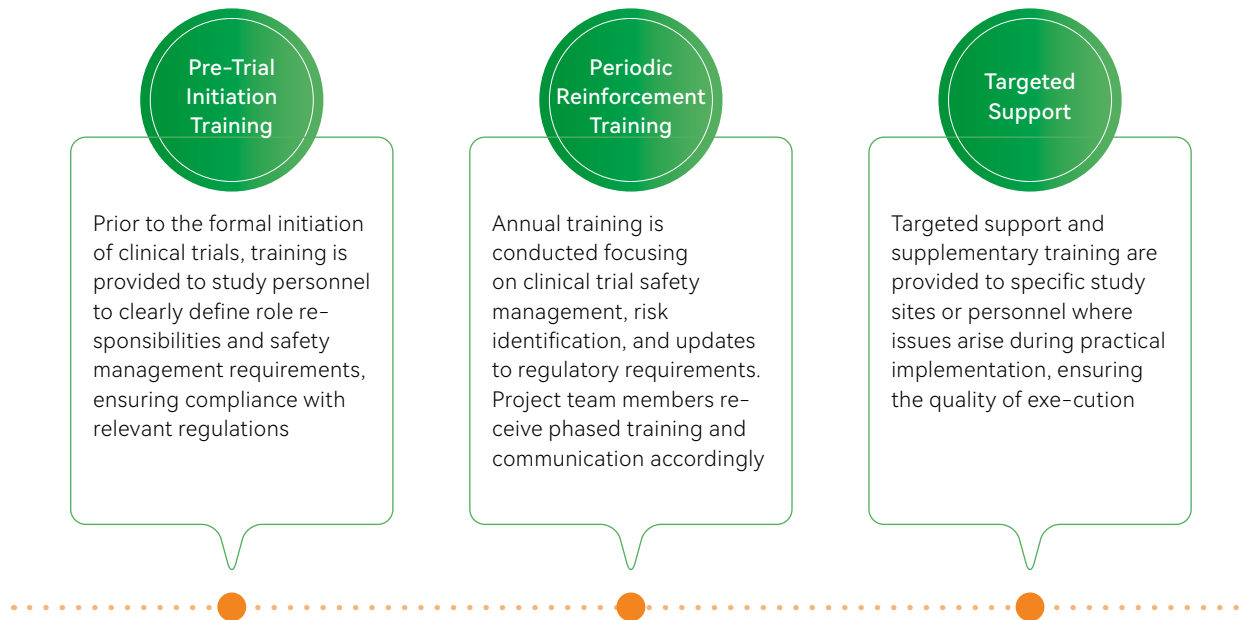 Pre-Trial
Initiation
Training
Prior to the formal initiation
of clinical trials, training is
provided to study personnel
to clearly define role re-
sponsibilities and safety
management requirements,
ensuring compliance with
relevant regulations
Periodic
Reinforcement
Training
Annual training is
conducted focusing
on clinical trial safety
management, risk
identification, and updates
to regulatory requirements.
Project team members re-
ceive phased training and
communication accordingly
Targeted
Support
Targeted support and
supplementary training are
provided to specific study
sites or personnel where
issues arise during practical
implementation, ensuring
the quality of exe-cution